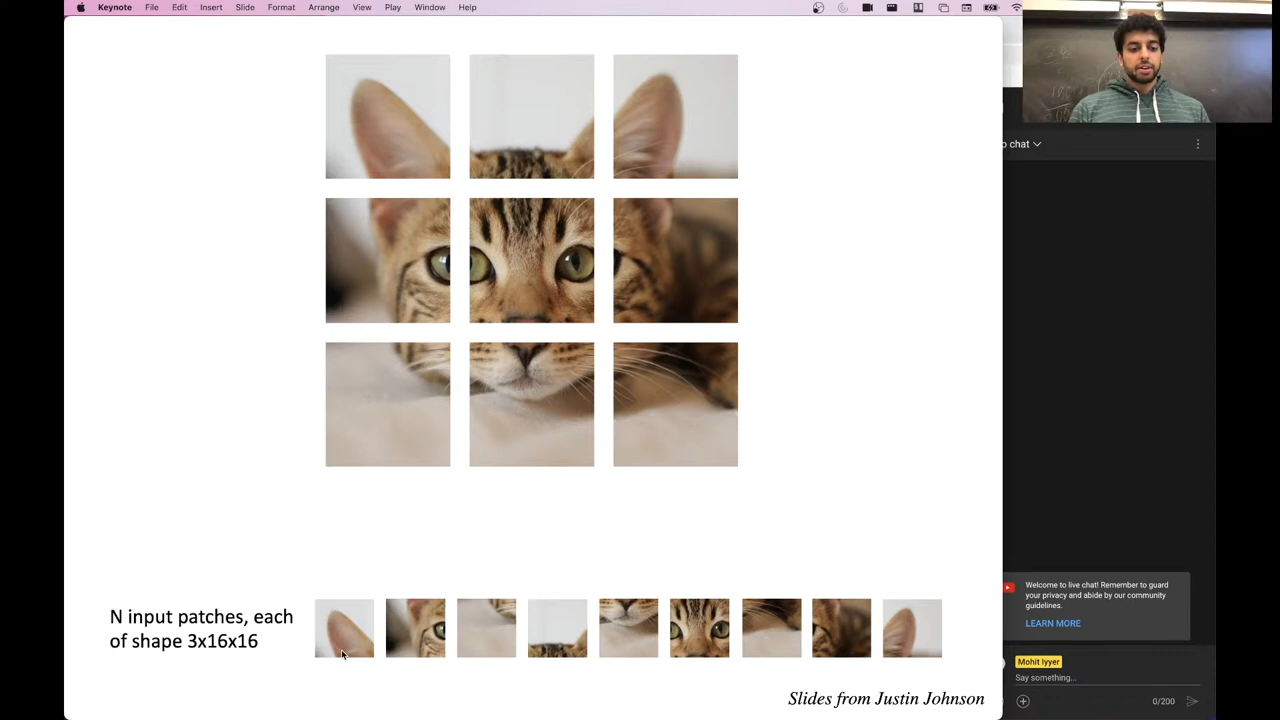 Keynote File Edit Insert Slide Format Arrange View Play Window Help
chat
Welcome to live chat! Remember to guard
your privacy and abide by our community
guidelines.
LEARN MORE
N input patches, each
of shape 3x16x16
Mohit Iyyer
Say something...
0/200
Slides from Justin Johnson